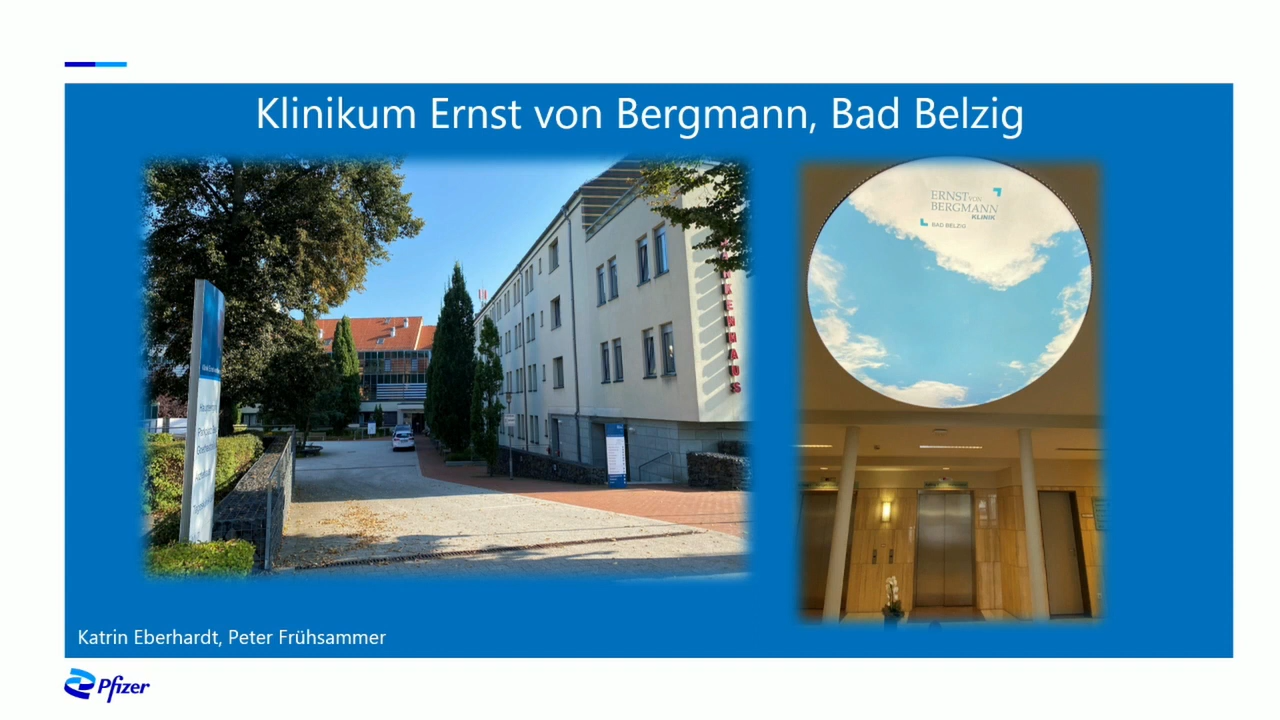 Klinikum Ernst von Bergmann, Bad Belzig
ERNST VON
BERGMANN
KLINIK
BAD BELZIG
Katrin Eberhardt, Peter Frühsammer
Pfizer